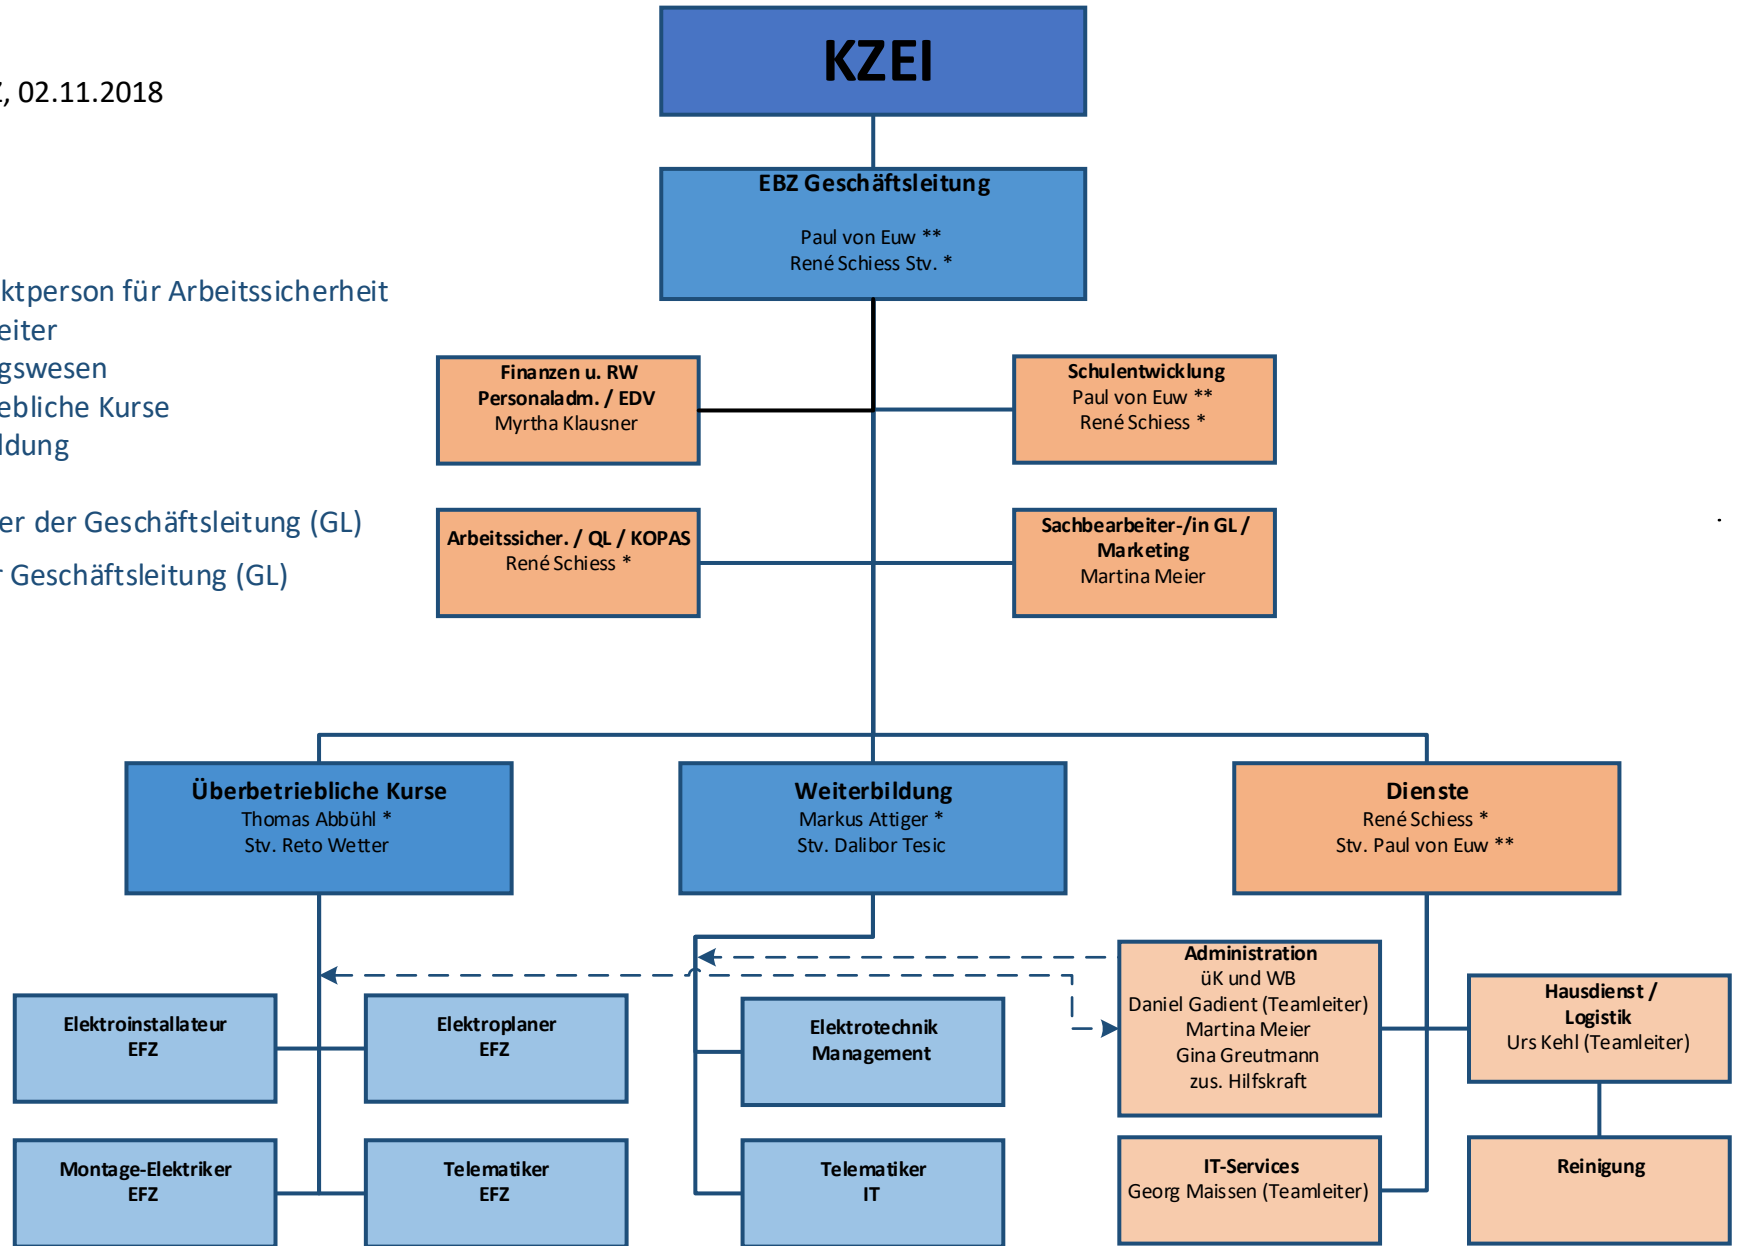 KZEI
, 02.11.2018
EBZ Geschäftsleitung
Paul von Euw **
René Schiess Stv. *
ktperson für Arbeitssicherheit
eiter
gswesen
ebliche Kurse
ldung
er der Geschäftsleitung (GL)
r Geschäftsleitung (GL)
Finanzen u. RW
Personaladm. / EDV
Myrtha Klausner
Schulentwicklung
Paul von Euw **
René Schiess *
Arbeitssicher. / QL / KOPAS
René Schiess *
Sachbearbeiter-/in GL /
Marketing
Martina Meier
.
Überbetriebliche Kurse
Thomas Abbühl *
Stv. Reto Wetter
Weiterbildung
Markus Attiger *
Stv. Dalibor Tesic
Dienste
René Schiess *
Stv. Paul von Euw **
Elektroinstallateur
EFZ
Elektroplaner
EFZ
Elektrotechnik
Management
Administration
üK und WB
Daniel Gadient (Teamleiter)
Martina Meier
Gina Greutmann
zus. Hilfskraft
Hausdienst /
Logistik
Urs Kehl (Teamleiter)
Montage-Elektriker
EFZ
Telematiker
EFZ
Telematiker
IT
IT-Services
Georg Maissen (Teamleiter)
Reinigung